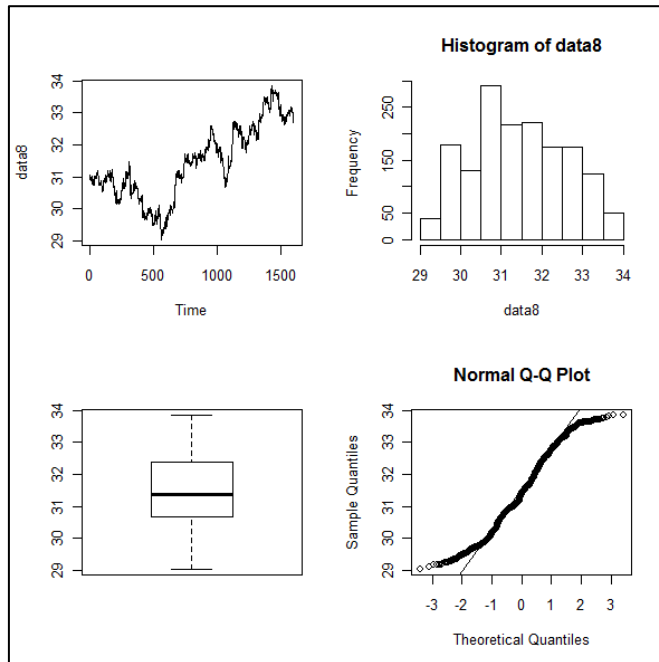 data8
34
33
32
31
30
29
0 500 1000 1500
Time
Histogram of data8
Frequency
250
150
50
0
29 30 31 32 33 34
data8
34
33
32
31
30
29
Normal Q-Q Plot
Sample Quantiles
34
33
32
31
30
29
-3 -2 -1 0 1 2 3
Theoretical Quantiles